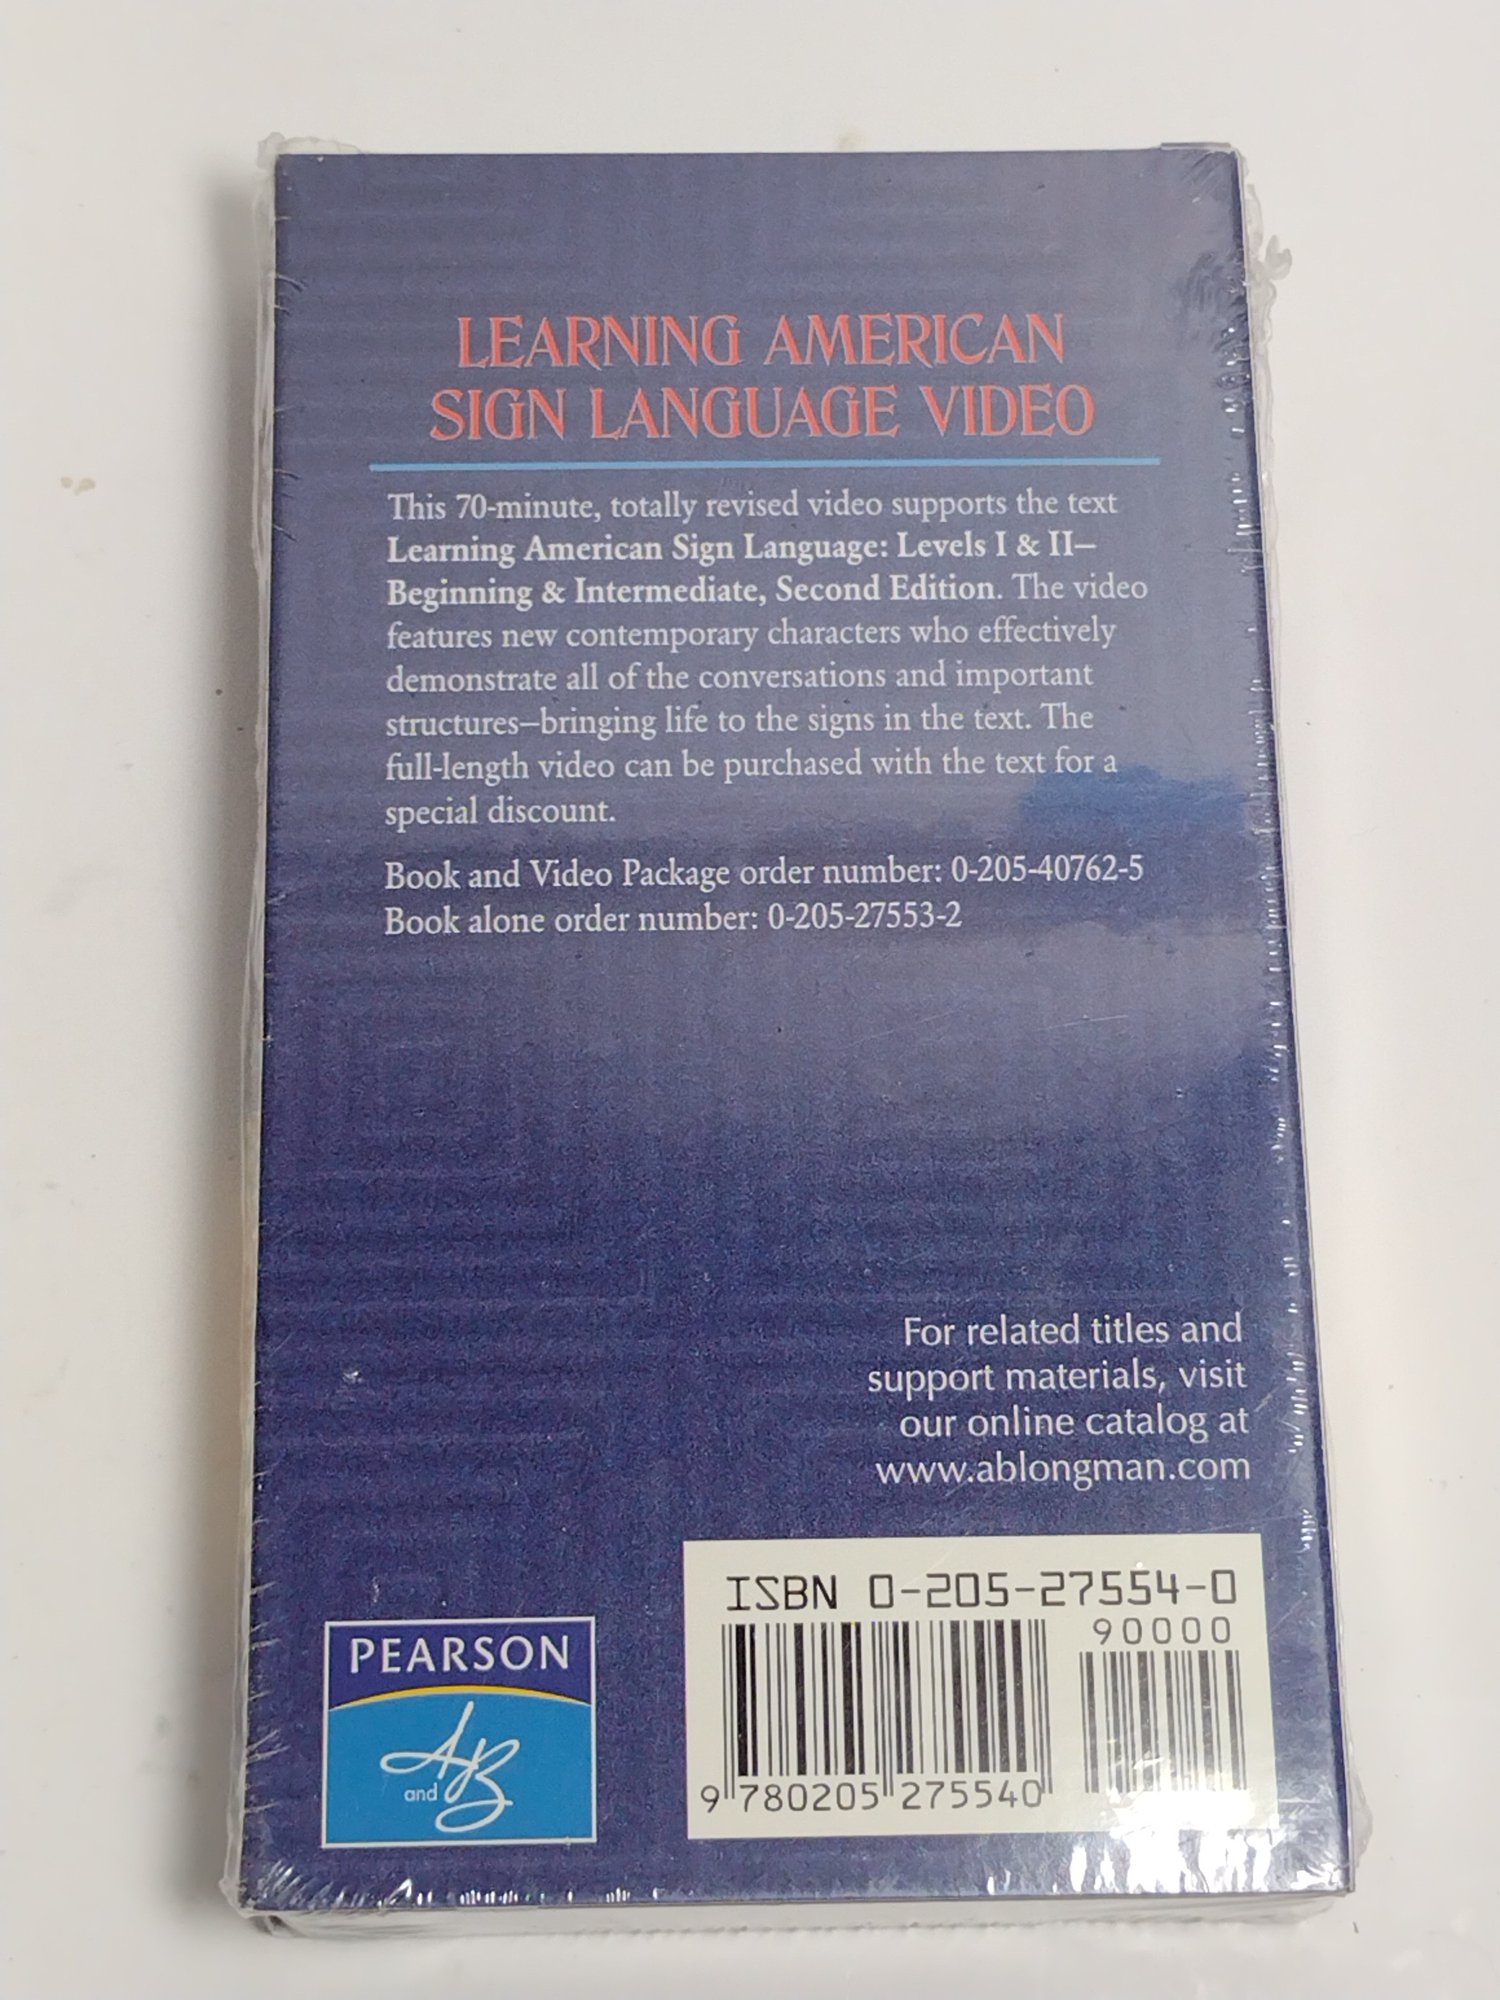 LEARNING AMERICAN
SIGN LANGUAGE VIDEO
This 70-minute, totally revised video supports the text
Learning American Sign Language: Levels I & II–
Beginning & Intermediate, Second Edition. The video
features new contemporary characters who effectively
demonstrate all of the conversations and important
structures–bringing life to the signs in the text. The
full-length video can be purchased with the text for a
special discount.
Book and Video Package order number: 0-205-40762-5
Book alone order number: 0-205-27553-2
For related titles and
support materials, visit
our online catalog at
www.ablongman.com
ISBN 0-205-27554-0
90000
9 780205 275540
PEARSON
A and B